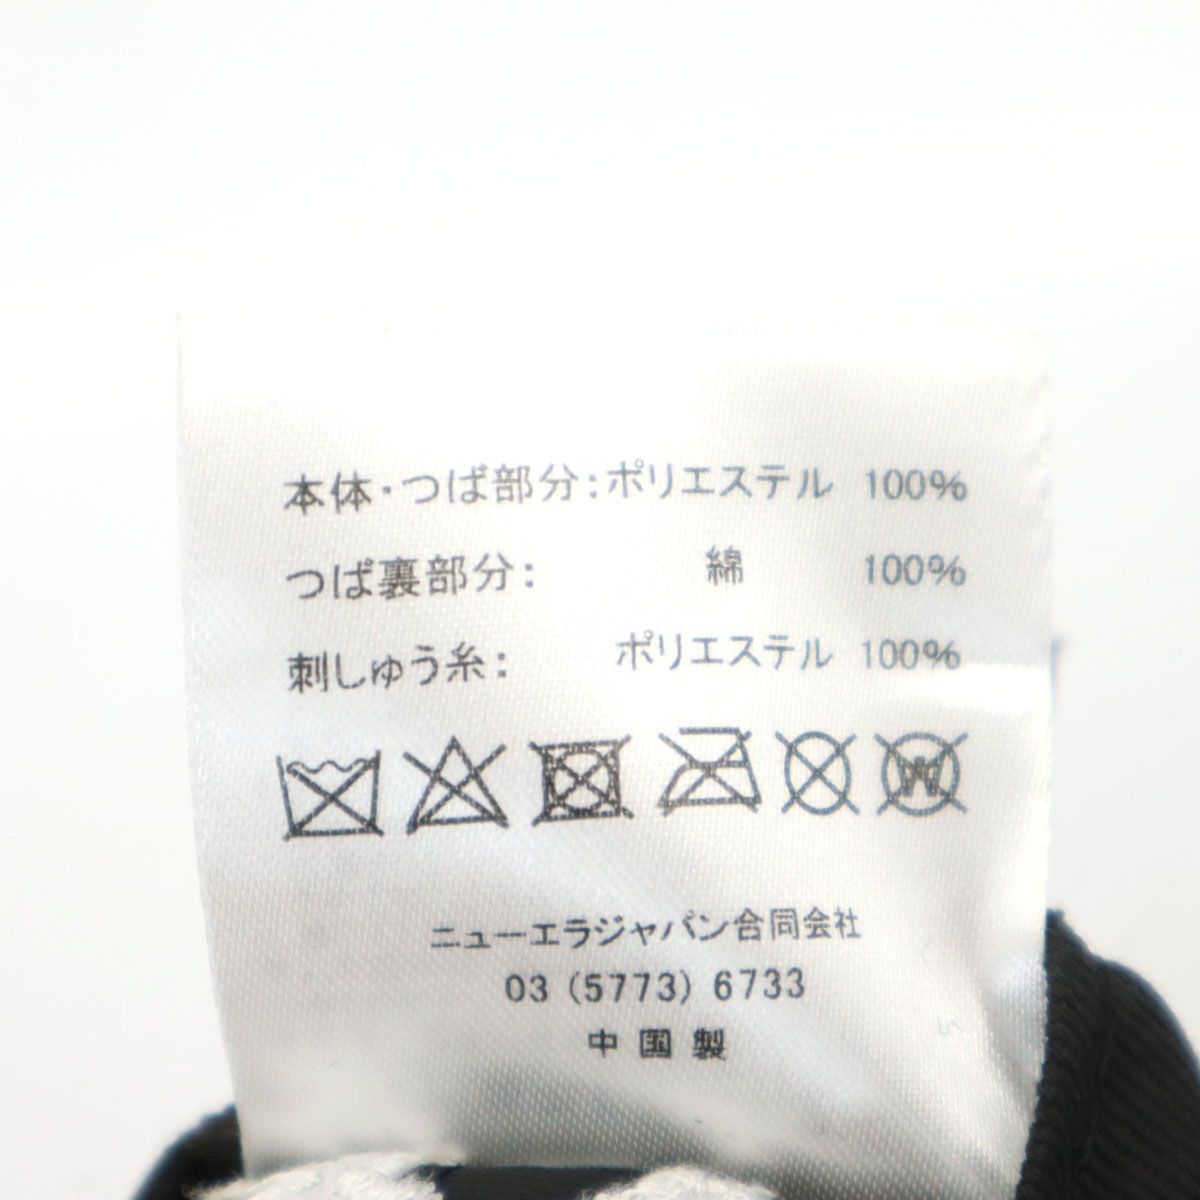 本体・つば部分:ポリエステル 100%
つば裏部分: 綿 100%
刺しゅう糸: ポリエステル 100%
W
ニューエラジャパン合同会社
03 (5773) 6733
中国製